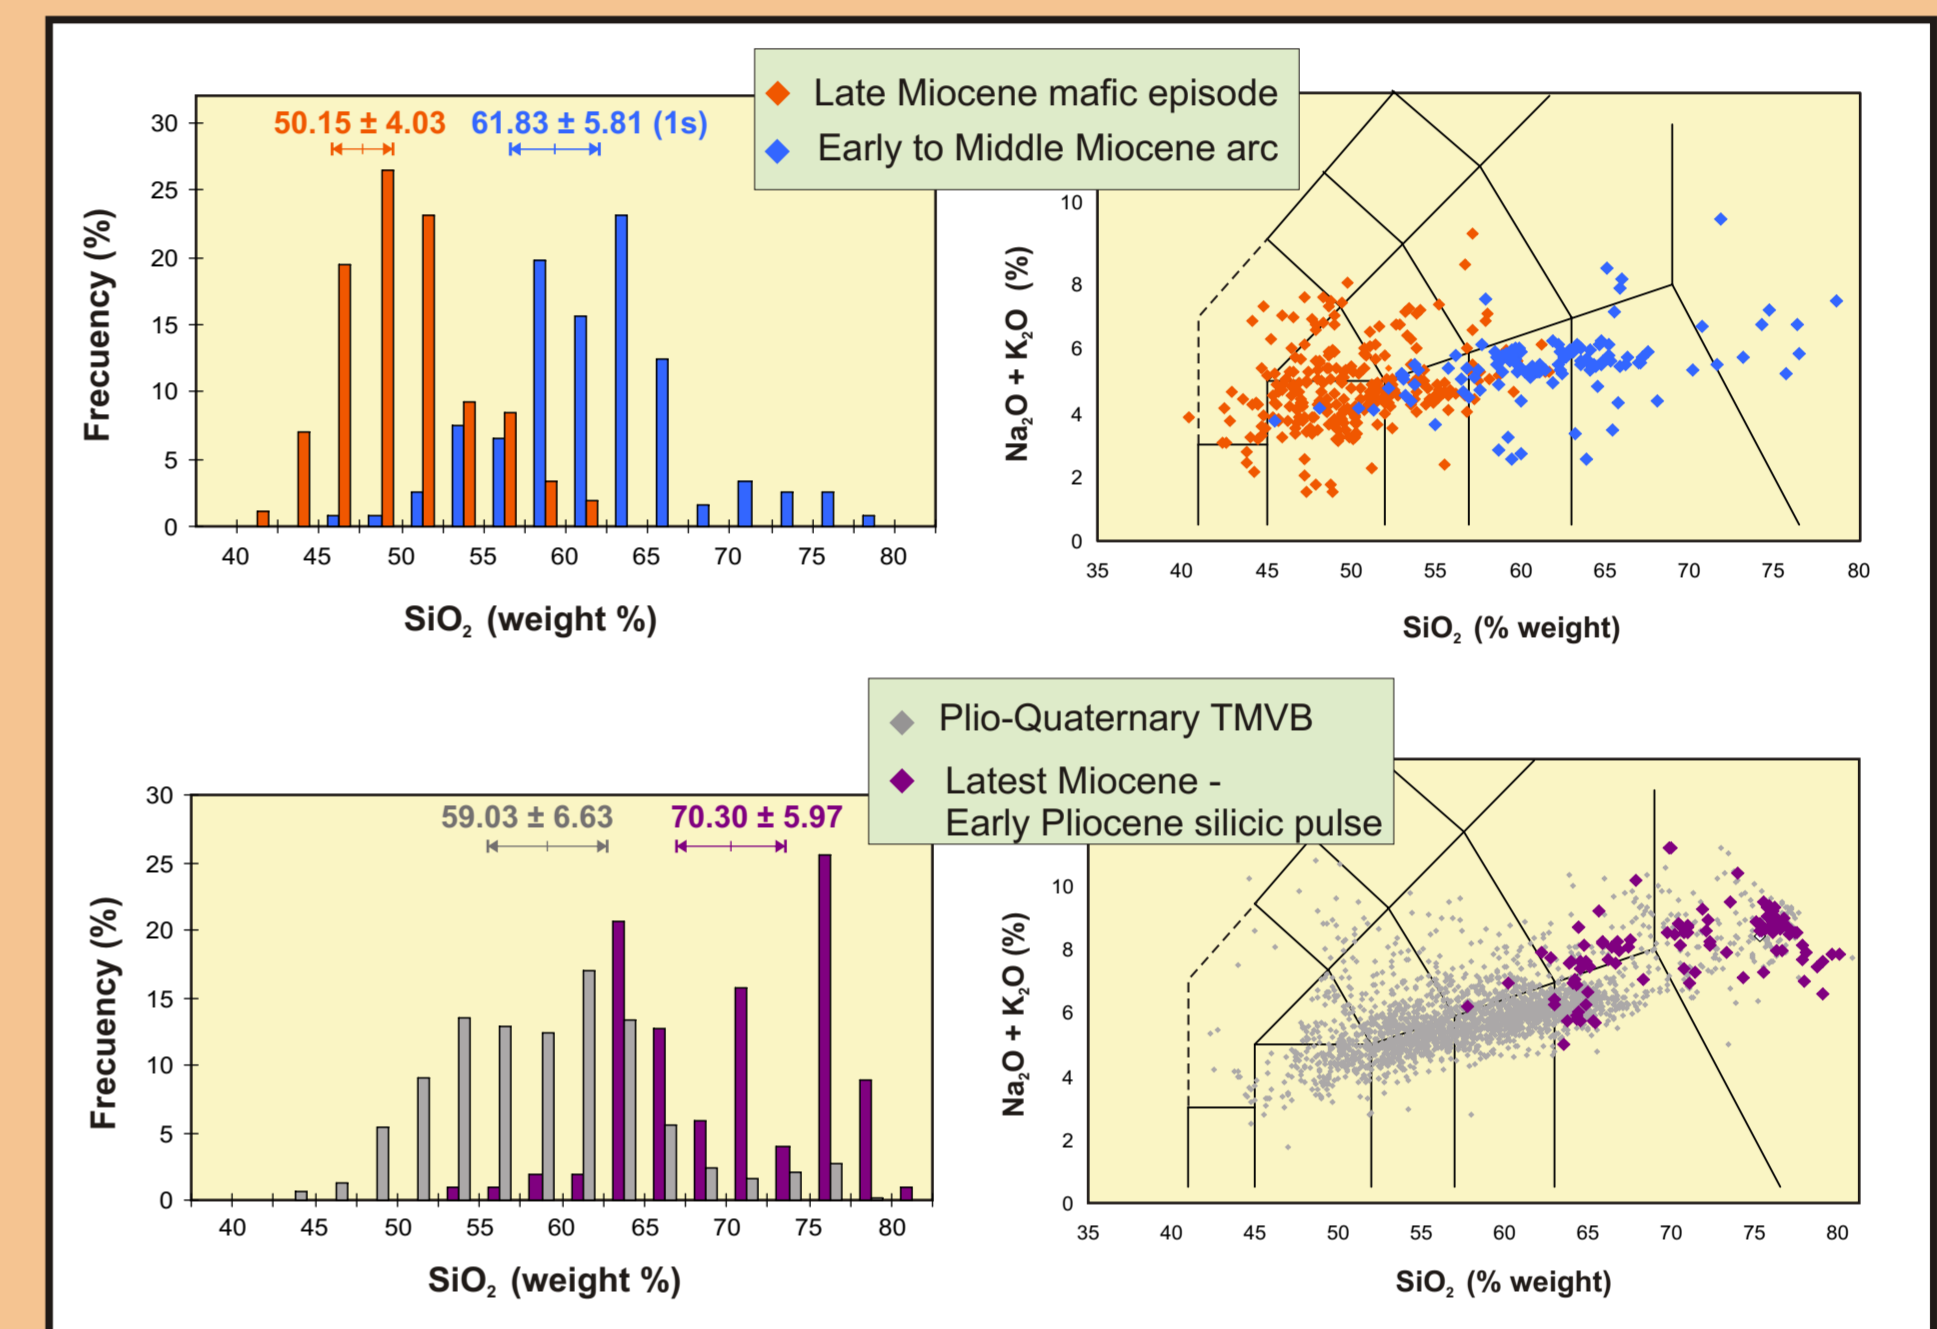 Late Miocene mafic episode
Early to Middle Miocene arc
50.15 ± 4.03 61.83 ± 5.81 (1s)
Frecuency (%)
30
25
20
15
10
5
0
40 45 50 55 60 65 70 75 80
SiO2 (weight %)
Na2O + K2O (%)
10
8
6
4
2
0
35 40 45 50 55 60 65 70 75 80
SiO2 (% weight)
Plio-Quaternary TMVB
Latest Miocene -
Early Pliocene silicic pulse
59.03 ± 6.63 70.30 ± 5.97
Frecuency (%)
30
25
20
15
10
5
0
40 45 50 55 60 65 70 75 80
SiO2 (weight %)
Na2O + K2O (%)
10
8
6
4
2
0
35 40 45 50 55 60 65 70 75 80
SiO2 (% weight)